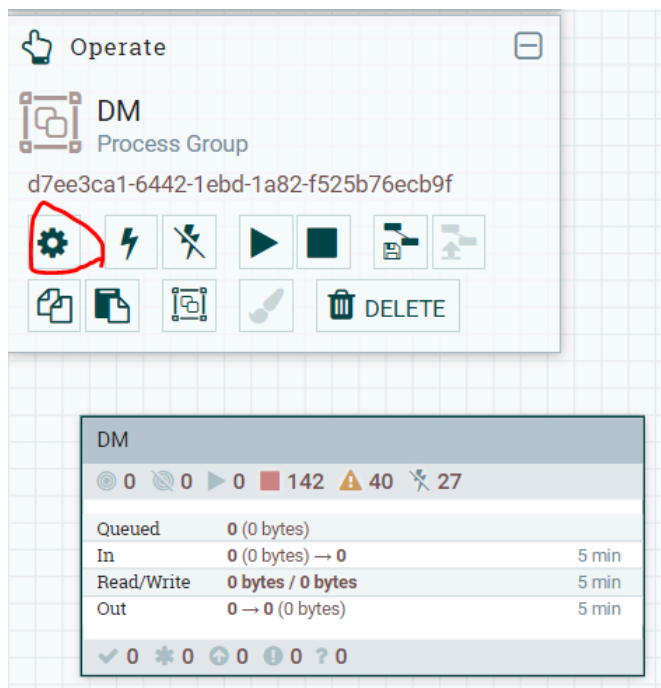 Operate
DM
Process Group
d7ee3ca1-6442-1ebd-1a82-f525b76ecb9f
DELETE
DM
0 0 0 142 40 27
Queued 0 (0 bytes)
In 0 (0 bytes) → 0 5 min
Read/Write 0 bytes / 0 bytes 5 min
Out 0 → 0 (0 bytes) 5 min
0 0 0 0 ? 0